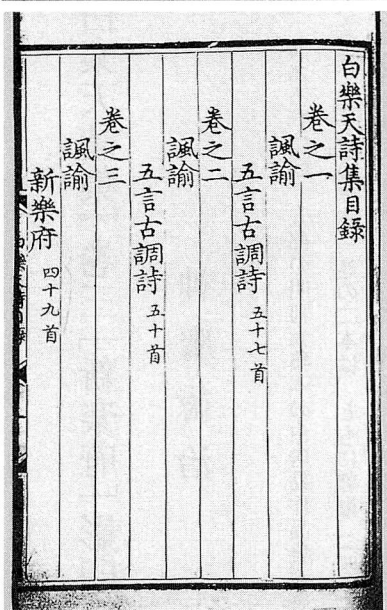 白樂天詩集目錄
卷之一
諷諭
五言古調詩 五十七首
卷之二
諷諭
五言古調詩 五十首
卷之三
諷諭
新樂府 四十九首